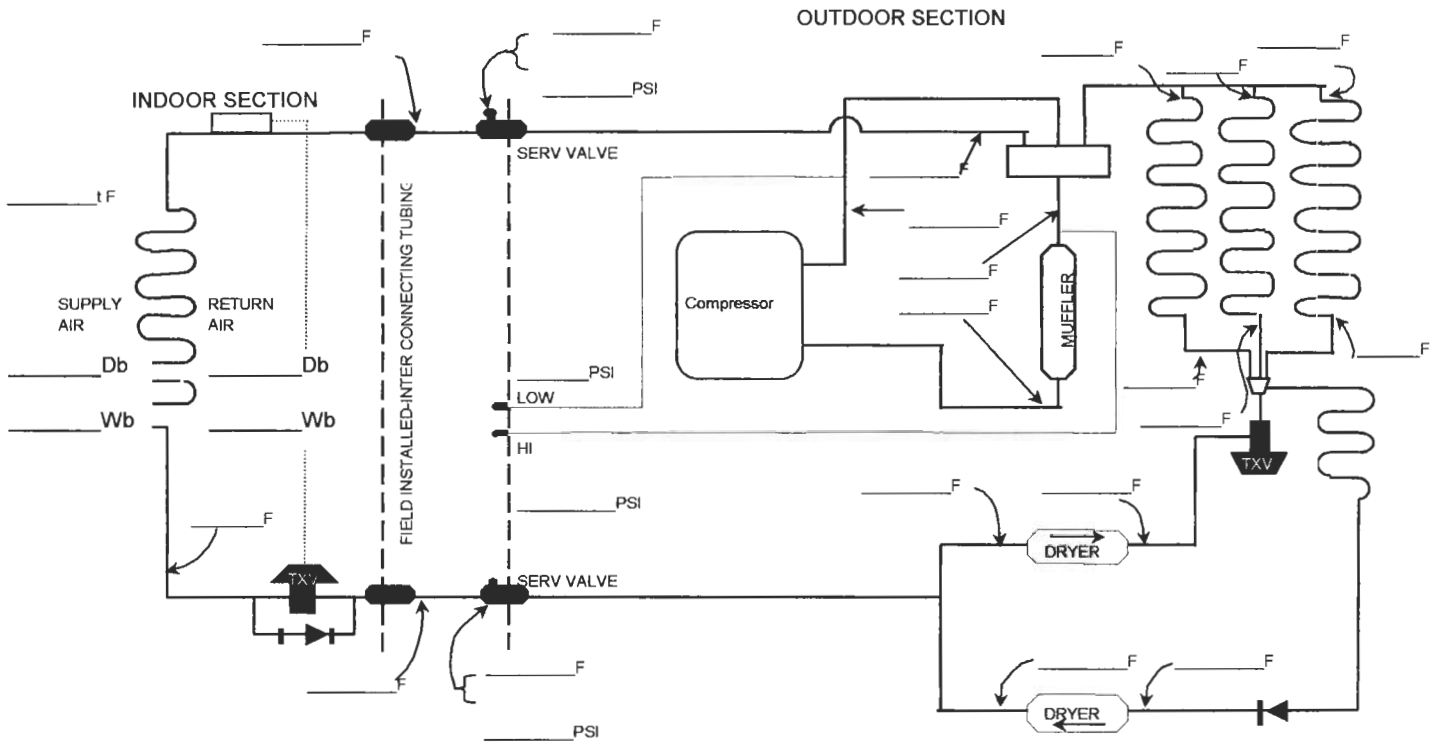 OUTDOOR SECTION
F
F
F
F
F
PSI
INDOOR SECTION
SERV VALVE
F
t F
FIELD INSTALLED-INTER CONNECTING TUBING
F
F
F
SUPPLY AIR
RETURN AIR
Compressor
MUFFLER
Db
Db
PSI
LOW
F
F
Wb
Wb
HI
F
TXV
F
PSI
F
F
DRYER
TXV
SERV VALVE
F
F
F
F
DRYER
PSI